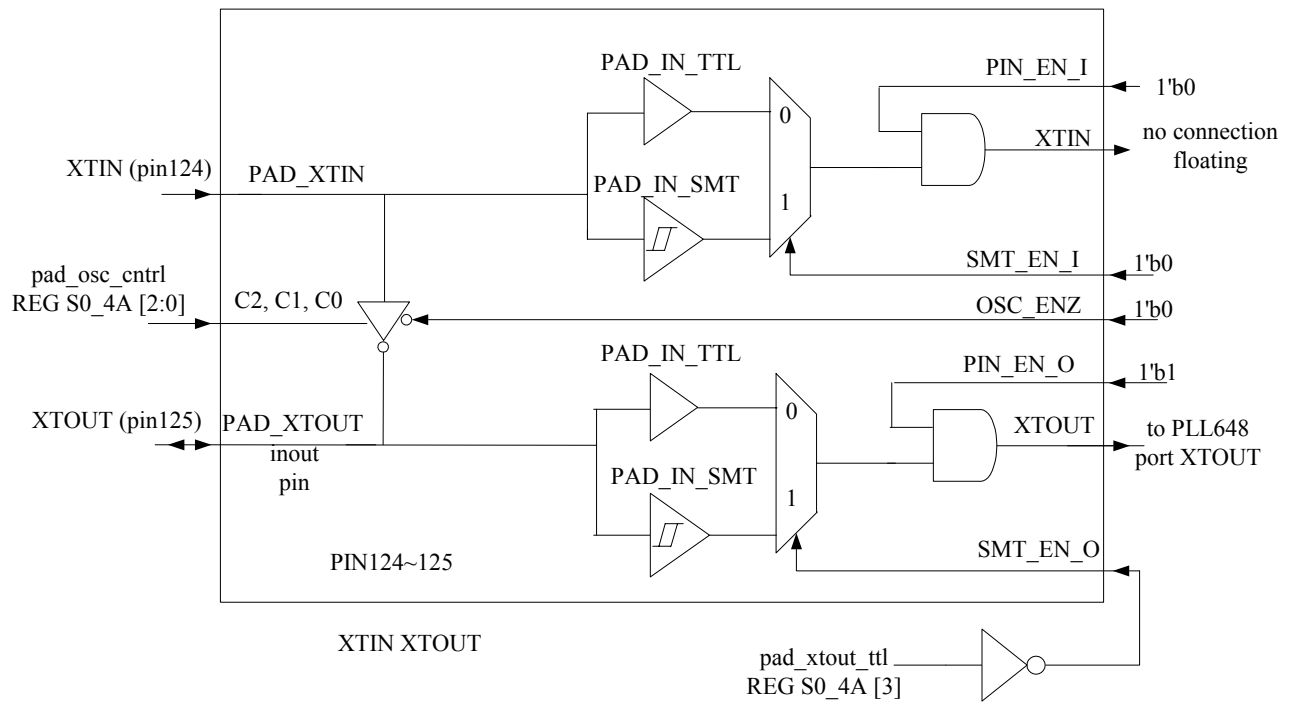 PAD_IN_TTL
PIN_EN_I
1'b0
0
XTIN
no connection
floating
XTIN (pin124)
PAD_XTIN
PAD_IN_SMT
1
SMT_EN_I
1'b0
pad_osc_cntrl
REG S0_4A [2:0]
C2, C1, C0
OSC_ENZ
1'b0
PAD_IN_TTL
PIN_EN_O
1'b1
0
XTOUT (pin125)
PAD_XTOUT
inout
pin
XTOUT
to PLL648
port XTOUT
PAD_IN_SMT
1
SMT_EN_O
PIN124~125
XTIN XTOUT
pad_xtout_ttl
REG S0_4A [3]